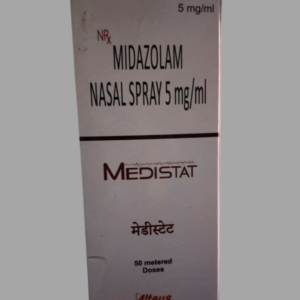 5 mg/ml
NRx
MIDAZOLAM
NASAL SPRAY 5 mg/ml
MEDISTAT
मेडीस्टेट
50 metered
Doses